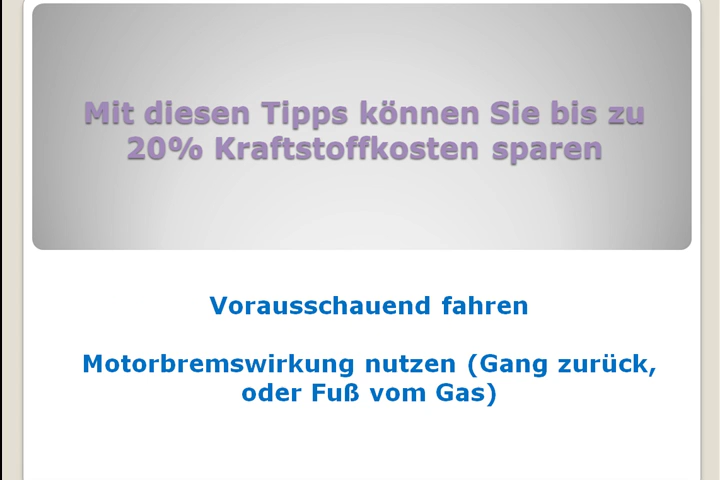 Mit diesen Tipps können Sie bis zu
20% Kraftstoffkosten sparen
Vorausschauend fahren
Motorbremswirkung nutzen (Gang zurück,
oder Fuß vom Gas)